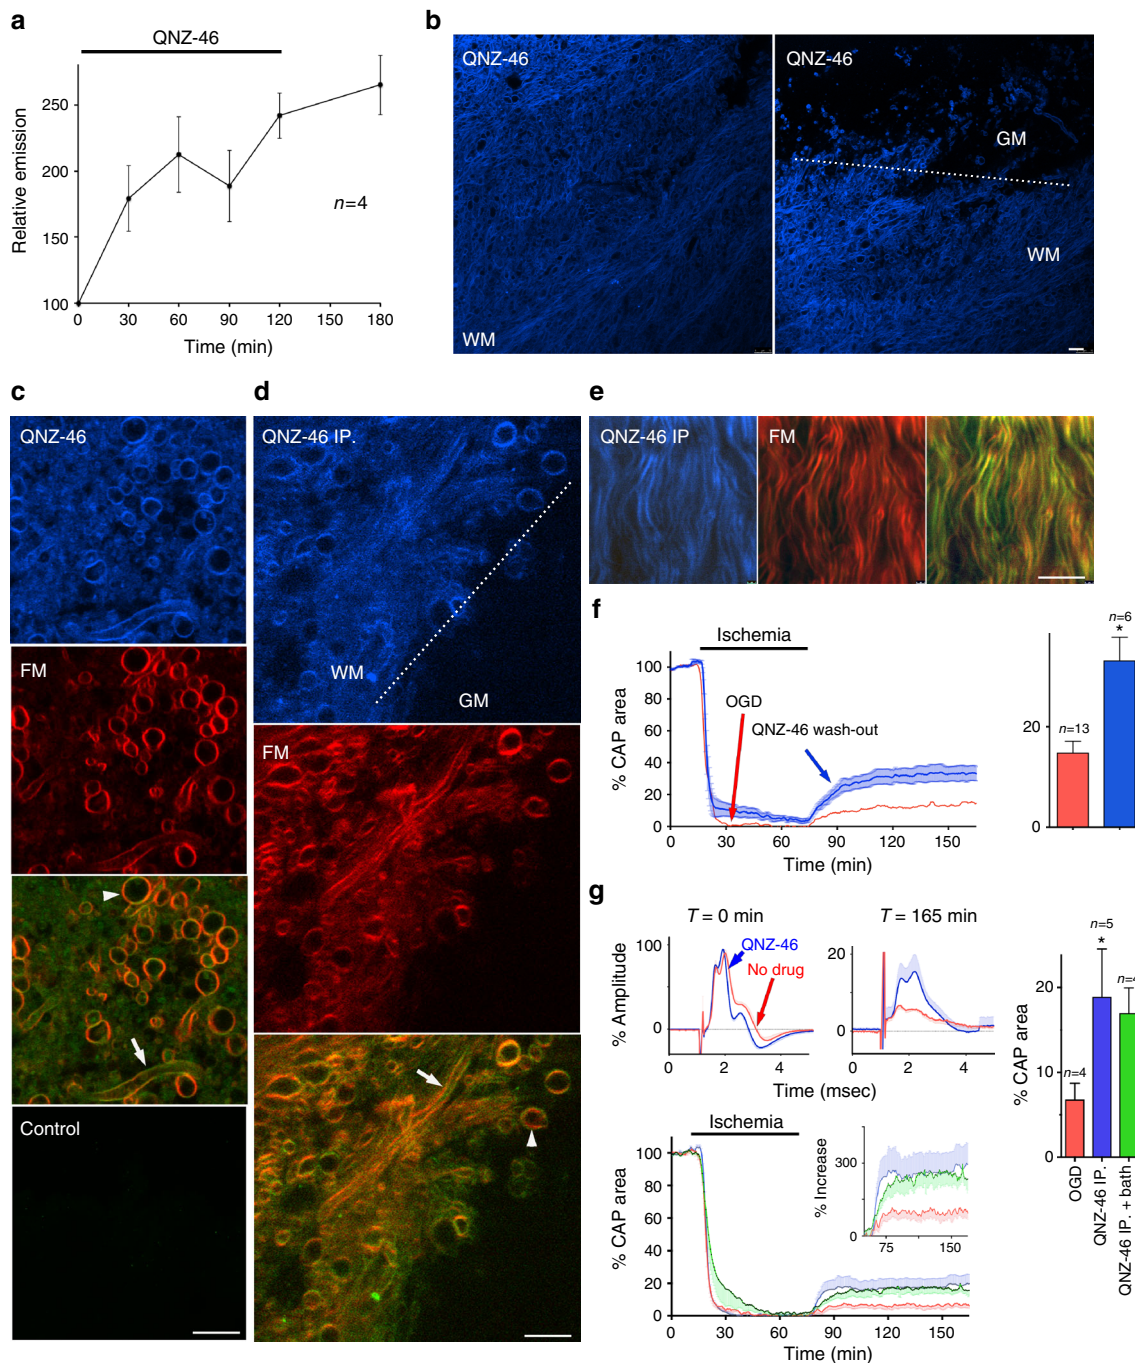 a
QNZ-46
Relative emission
250
200
150
100
n=4
0 30 60 90 120 150 180
Time (min)
b
QNZ-46
WM
QNZ-46
GM
WM
c
QNZ-46
FM
Control
d
QNZ-46 IP.
WM
GM
FM
e
QNZ-46 IP
FM
f
Ischemia
OGD
QNZ-46 wash-out
% CAP area
100
80
60
40
20
0
0 30 60 90 120 150
Time (min)
n=6
*
n=13
20
0
g
T = 0 min
QNZ-46
No drug
% Amplitude
100
0
2 4
T = 165 min
20
0
0 2 4
Time (msec)
Ischemia
% CAP area
100
80
60
40
20
0
0 30 60 90 120 150
Time (min)
% Increase
300
0
75 150
% CAP area
20
10
0
n=5
*
n=4
n=4
OGD
QNZ-46 IP.
QNZ-46 IP. + bath